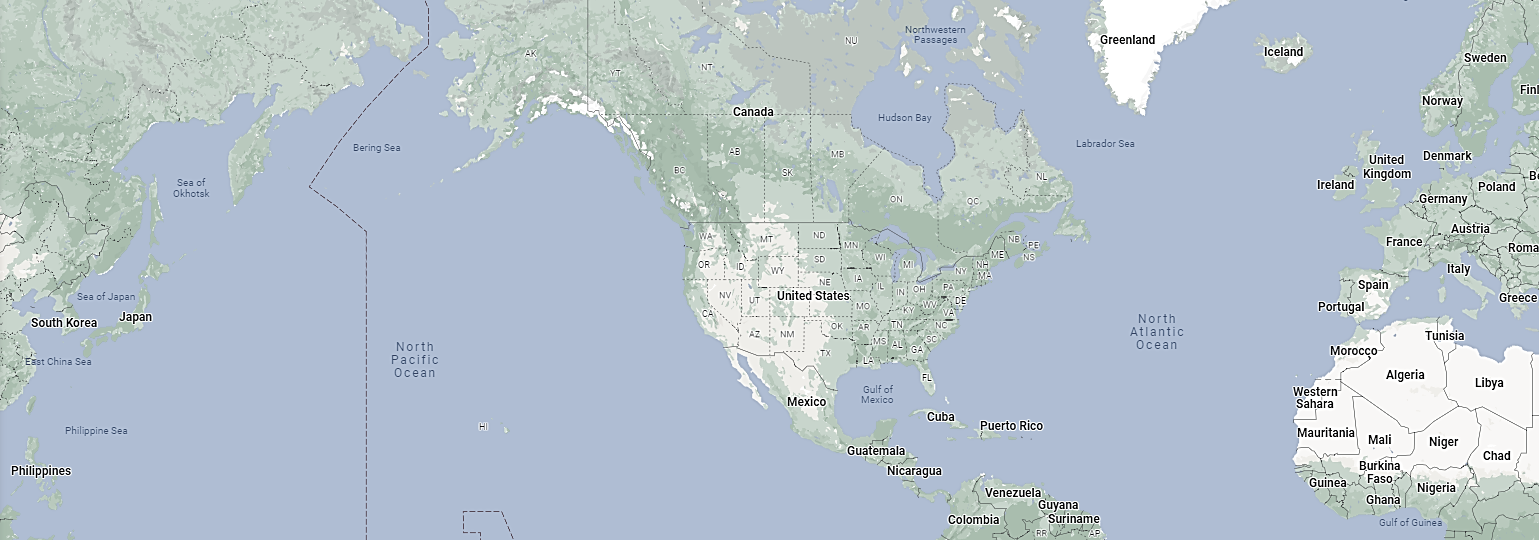 Greenland
Northwestern
Passages
NU
AK
Iceland
Sweden
NT
YT
Norway
Canada
Hudson Bay
Bering Sea
Labrador Sea
AB
MB
Denmark
United
Kingdom
BC
SK
NL
Ireland
Poland
Sea of
Okhotsk
ON
QC
Germany
Austria
WA
MT
ND
MN
NB
PE
NS
ME
France
OR
ID
SD
WI
MI
NH
MA
NY
Italy
WY
IA
NE
IL
IN
OH
PA
Spain
Sea of Japan
NV
UT
United States
DE
Greece
Portugal
South Korea
Japan
CA
MO
KY
WV
VA
AZ
NM
OK
AR
TN
NC
North
Atlantic
Ocean
Tunisia
North
Pacific
Ocean
TX
MS
AL
GA
SC
LA
Morocco
East China Sea
FL
Algeria
Libya
Gulf of
Mexico
Western
Sahara
Mexico
Cuba
Puerto Rico
HI
Philippine Sea
Mauritania
Mali
Niger
Chad
Guatemala
Nicaragua
Philippines
Burkina
Faso
Guinea
Ghana
Nigeria
Venezuela
Guyana
Suriname
Colombia
RR
AP
Gulf of Guinea